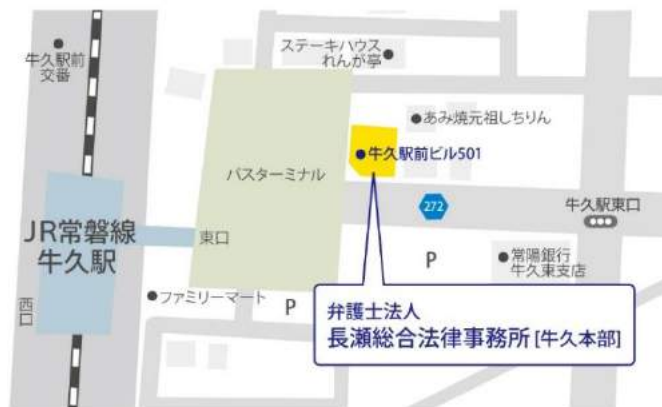 ステーキハウス
れんが亭
牛久駅前
交番
あみ焼元祖しちりん
牛久駅前ビル501
バスターミナル
272
牛久駅東口
JR常磐線
牛久駅
東口
P
常陽銀行
牛久東支店
西口
ファミリーマート
P
弁護士法人
長瀬総合法律事務所 [牛久本部]